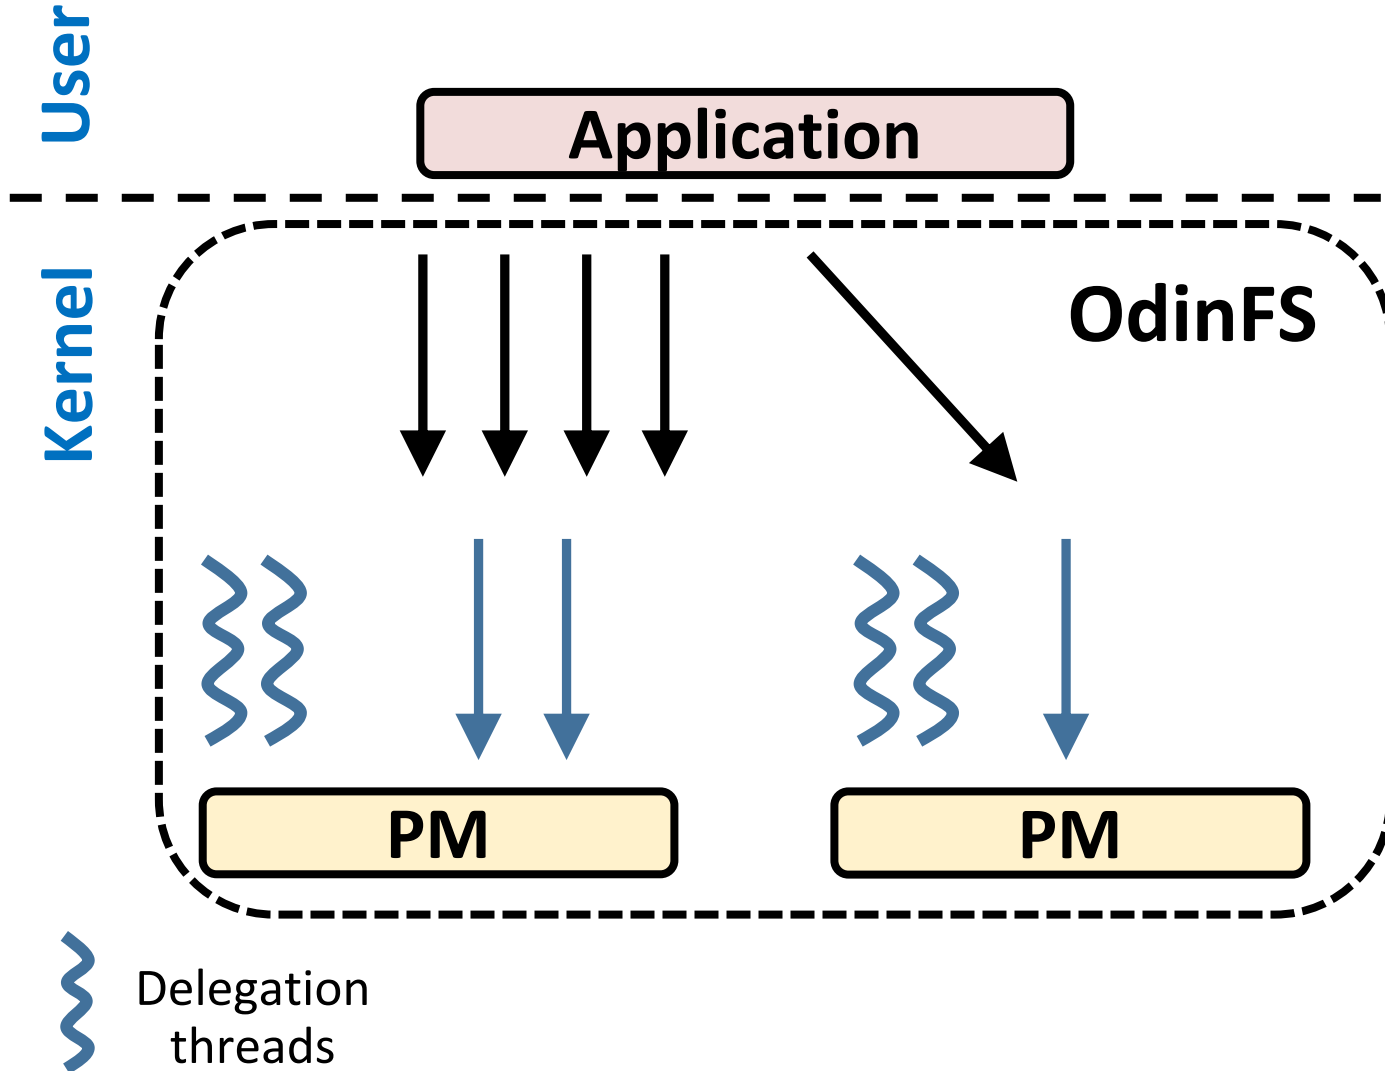 User
Application
Kernel
OdinFS
PM
PM
Delegation
threads